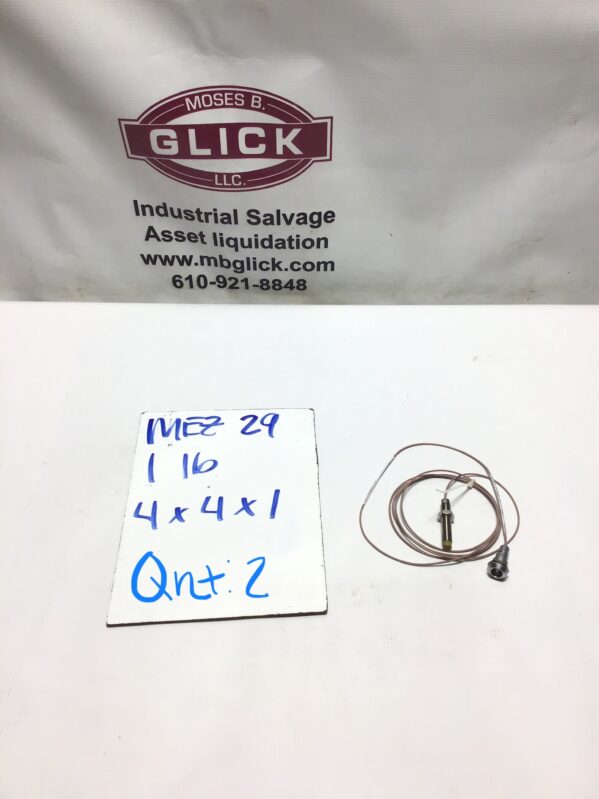 MOSES B.
GLICK
LLC.
Industrial Salvage
Asset liquidation
www.mbglick.com
610-921-8848
MEZ 29
1 lb
4 x 4 x 1
Qnt: 2